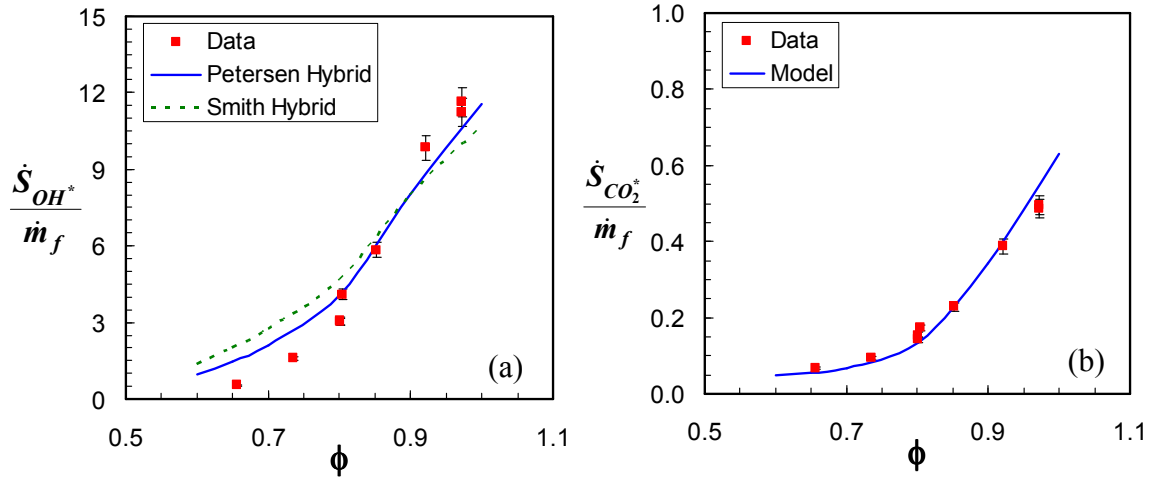 15
12
9
6
3
0
Data
Petersen Hybrid
Smith Hybrid
Ṡ_OH*
ṁ_f
(a)
0.5 0.7 0.9 1.1
ϕ
1.0
0.8
0.6
0.4
0.2
0.0
Data
Model
Ṡ_CO₂*
ṁ_f
(b)
0.5 0.7 0.9 1.1
ϕ